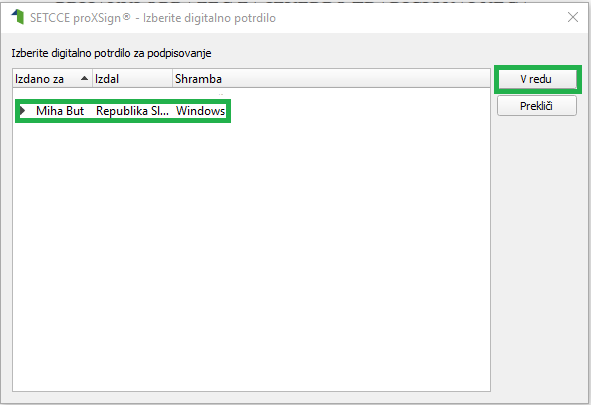 SETCCE proXSign® - Izberite digitalno potrdilo
Izberite digitalno potrdilo za podpisovanje
Izdano za Izdal Shramba
V redu
Miha But Republika Sl... Windows
Prekliči